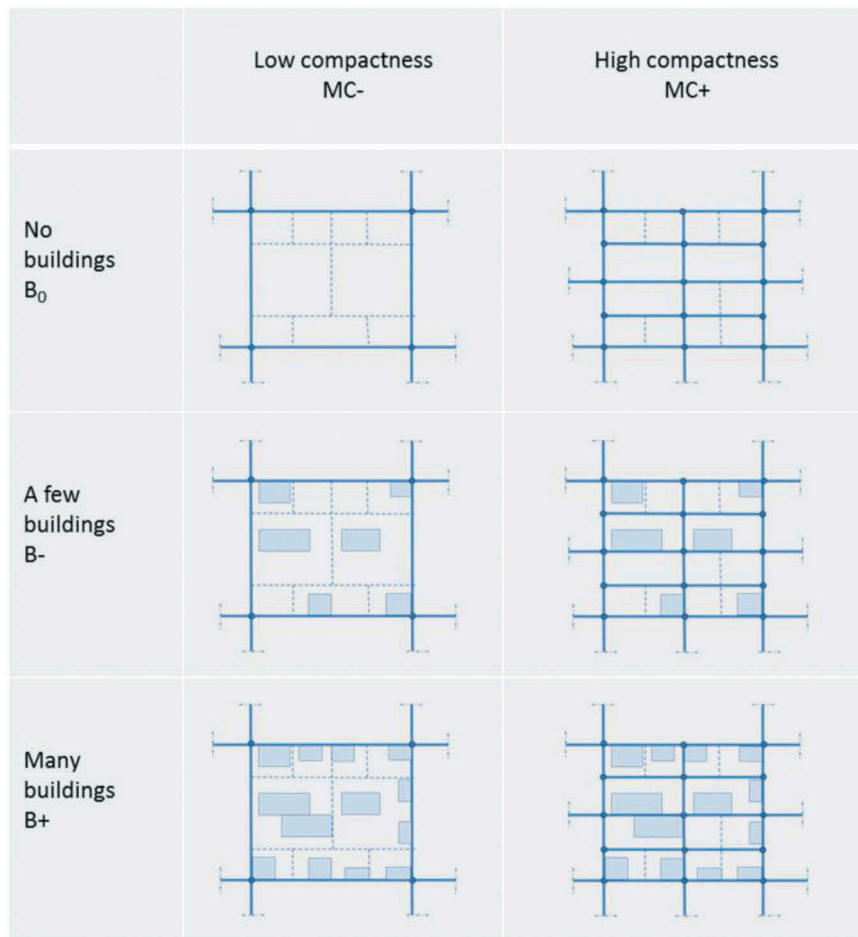 Low compactness
MC-
High compactness
MC+
No
buildings
B₀
A few
buildings
B-
Many
buildings
B+